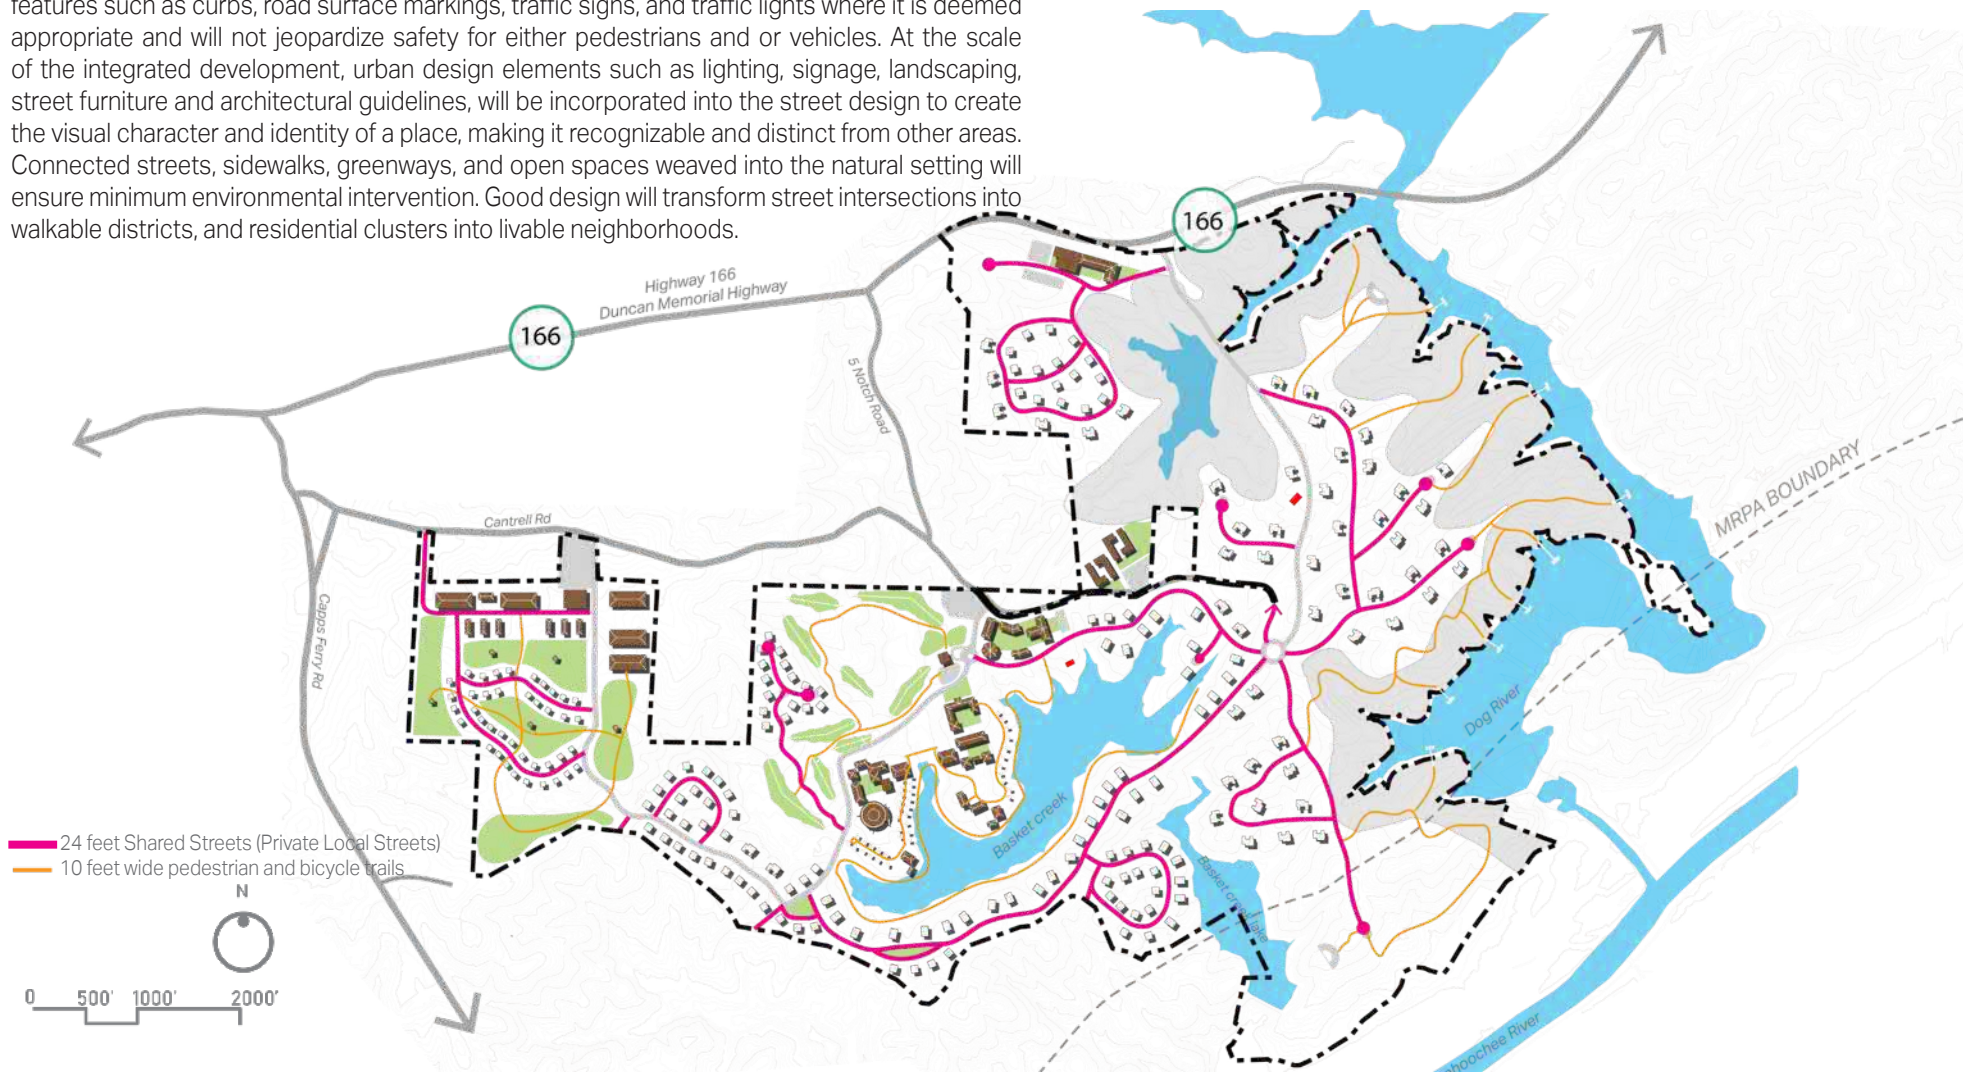 features such as curbs, road surface markings, traffic signs, and traffic lights where it is deemed
appropriate and will not jeopardize safety for either pedestrians and or vehicles. At the scale
of the integrated development, urban design elements such as lighting, signage, landscaping,
street furniture and architectural guidelines, will be incorporated into the street design to create
the visual character and identity of a place, making it recognizable and distinct from other areas.
Connected streets, sidewalks, greenways, and open spaces weaved into the natural setting will
ensure minimum environmental intervention. Good design will transform street intersections into
walkable districts, and residential clusters into livable neighborhoods.
166
Highway 166
Duncan Memorial Highway
166
5 Notch Road
MRPA BOUNDARY
Cantrell Rd
Capps Ferry Rd
Dog River
Basket creek
Basket creek lake
24 feet Shared Streets (Private Local Streets)
10 feet wide pedestrian and bicycle trails
N
0 500' 1000' 2000'
hoochee River